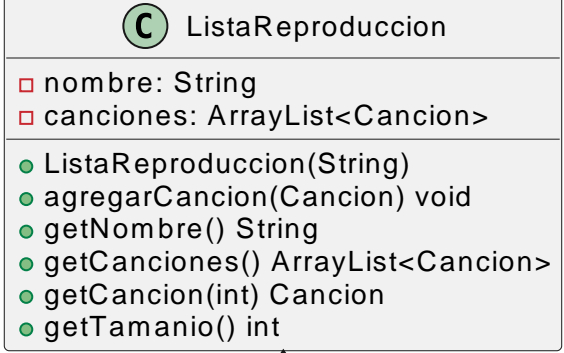 C ListaReproduccion
nombre: String
canciones: ArrayList<Cancion>
ListaReproduccion(String)
agregarCancion(Cancion) void
getNombre() String
getCanciones() ArrayList<Cancion>
getCancion(int) Cancion
getTamanio() int